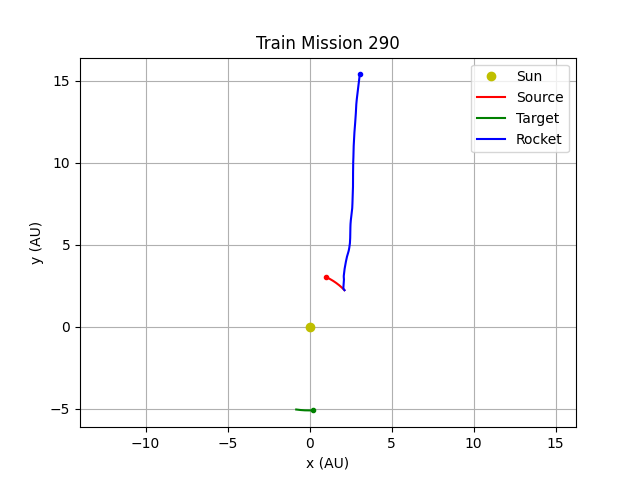 Train Mission 290
Sun
Source
Target
Rocket
15
10
5
0
−5
y (AU)
−10
−5
0
5
10
15
x (AU)